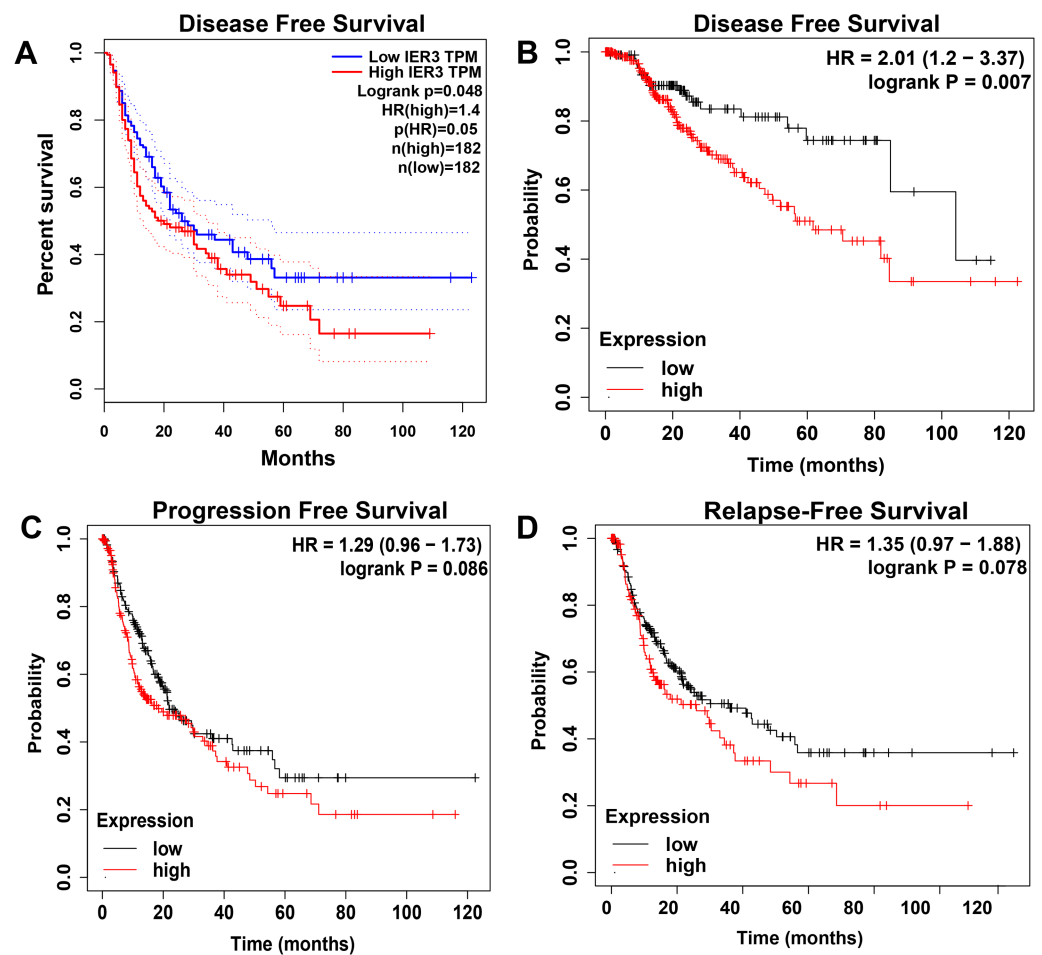 A
Disease Free Survival
Low IER3 TPM
High IER3 TPM
Logrank p=0.048
HR(high)=1.4
p(HR)=0.05
n(high)=182
n(low)=182
Percent survival
0.0 0.2 0.4 0.6 0.8 1.0
0 20 40 60 80 100 120
Months
B
Disease Free Survival
HR = 2.01 (1.2 − 3.37)
logrank P = 0.007
Probability
0.0 0.2 0.4 0.6 0.8 1.0
Expression
low
high
0 20 40 60 80 100 120
Time (months)
C
Progression Free Survival
HR = 1.29 (0.96 − 1.73)
logrank P = 0.086
Probability
0.0 0.2 0.4 0.6 0.8 1.0
Expression
low
high
0 20 40 60 80 100 120
Time (months)
D
Relapse-Free Survival
HR = 1.35 (0.97 − 1.88)
logrank P = 0.078
Probability
0.0 0.2 0.4 0.6 0.8 1.0
Expression
low
high
0 20 40 60 80 100 120
Time (months)